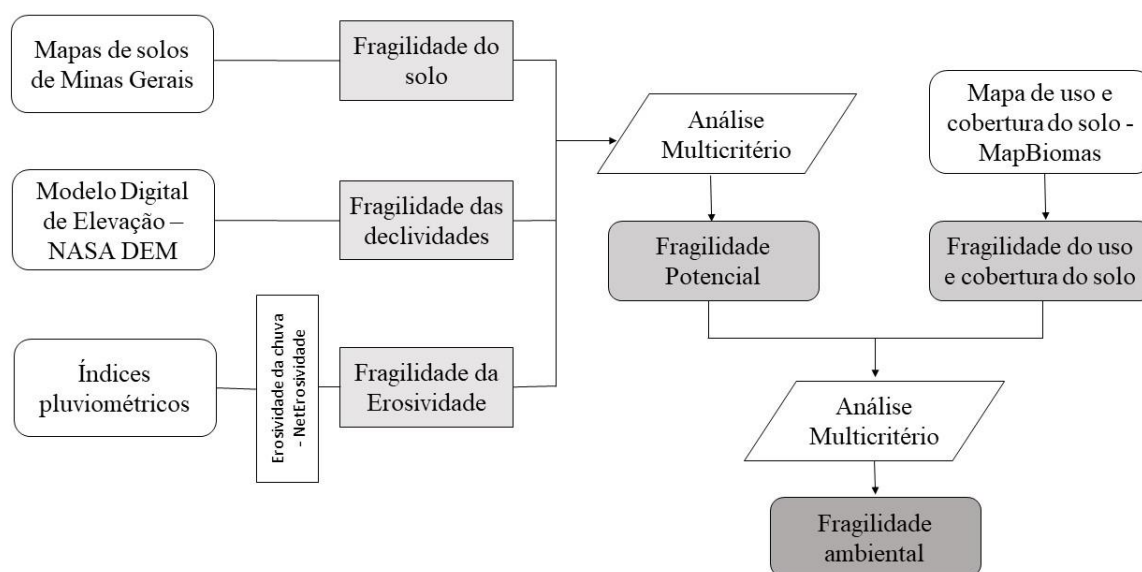 Mapas de solos
de Minas Gerais
Fragilidade do
solo
Modelo Digital
de Elevação –
NASA DEM
Fragilidade das
declividades
Índices
pluviométricos
Erosividade da chuva
- NetErosividade
Fragilidade da
Erosividade
Análise
Multicritério
Fragilidade
Potencial
Mapa de uso e
cobertura do solo -
MapBiomas
Fragilidade do uso
e cobertura do solo
Análise
Multicritério
Fragilidade
ambiental